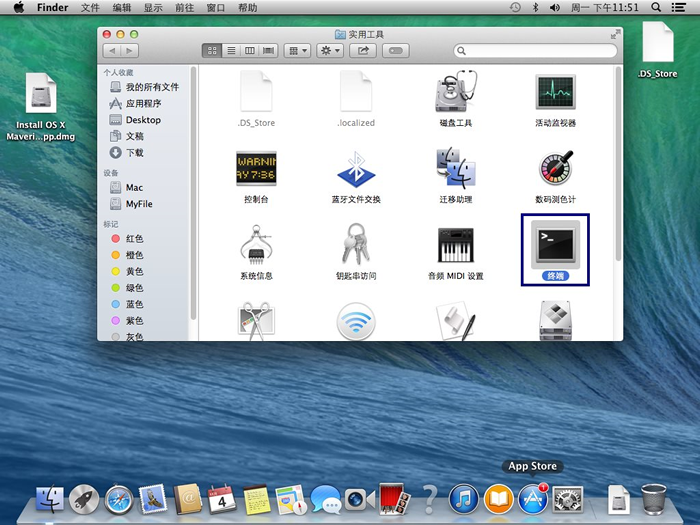 Finder 文件 编辑 显示 前往 窗口 帮助 周一 下午11:51
实用工具
.DS_Store
Install OS X
Maveri...pp.dmg
个人收藏
我的所有文件
应用程序
Desktop
文稿
下载
设备
Mac
MyFile
标记
红色
橙色
黄色
绿色
蓝色
紫色
灰色
.DS_Store .localized 磁盘工具 活动监视器
WARNIN
AY 7:36
控制台 蓝牙文件交换 迁移助理 数码测色计
系统信息 钥匙串访问 音频 MIDI 设置 终端
App Store
4
1